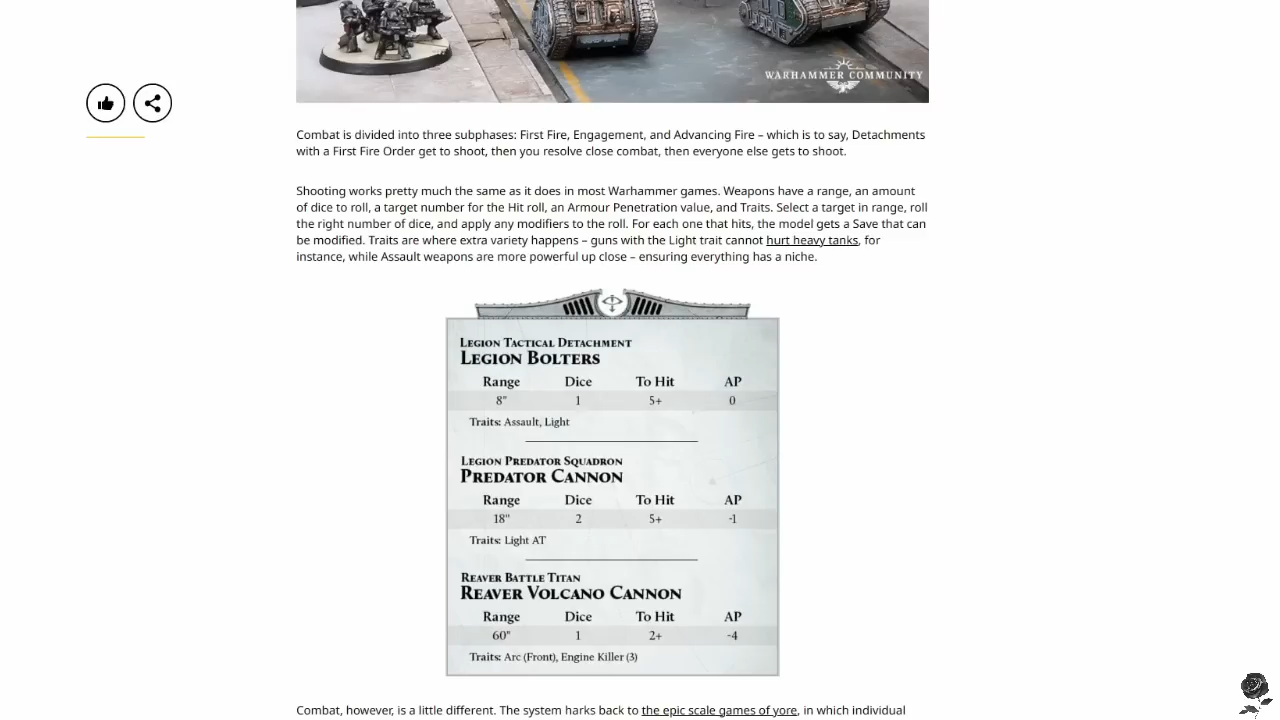 WARHAMMER COMMUNITY
Combat is divided into three subphases: First Fire, Engagement, and Advancing Fire – which is to say, Detachments
with a First Fire Order get to shoot, then you resolve close combat, then everyone else gets to shoot.
Shooting works pretty much the same as it does in most Warhammer games. Weapons have a range, an amount
of dice to roll, a target number for the Hit roll, an Armour Penetration value, and Traits. Select a target in range, roll
the right number of dice, and apply any modifiers to the roll. For each one that hits, the model gets a Save that can
be modified. Traits are where extra variety happens – guns with the Light trait cannot hurt heavy tanks, for
instance, while Assault weapons are more powerful up close – ensuring everything has a niche.
Legion Tactical Detachment
Legion Bolters
Range Dice To Hit AP
8" 1 5+ 0
Traits: Assault, Light
Legion Predator Squadron
Predator Cannon
Range Dice To Hit AP
18" 2 5+ -1
Traits: Light AT
Reaver Battle Titan
Reaver Volcano Cannon
Range Dice To Hit AP
60" 1 2+ -4
Traits: Arc (Front), Engine Killer (3)
Combat, however, is a little different. The system harks back to the epic scale games of yore, in which individual